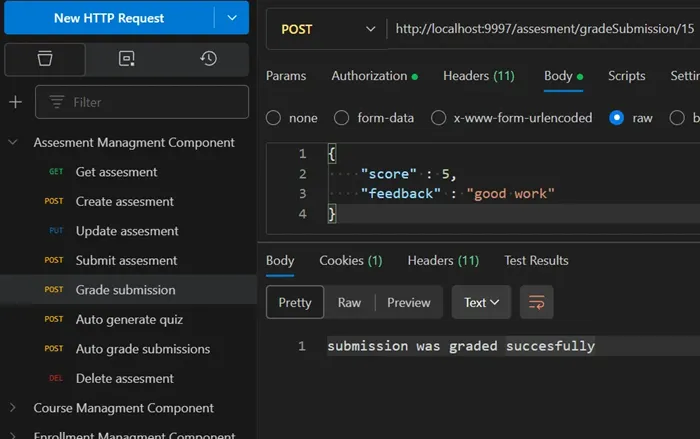 New HTTP Request
Filter
Assesment Managment Component
GET Get assesment
POST Create assesment
PUT Update assesment
POST Submit assesment
POST Grade submission
POST Auto generate quiz
POST Auto grade submissions
DEL Delete assesment
Course Managment Component
Enrollment Managment Component
POST http://localhost:9997/assesment/gradeSubmission/15
Params Authorization Headers (11) Body Scripts
none form-data x-www-form-urlencoded raw
1 {
2 "score" : 5,
3 "feedback" : "good work"
4 }
Body Cookies (1) Headers (11) Test Results
Pretty Raw Preview Text
1 submission was graded succesfully